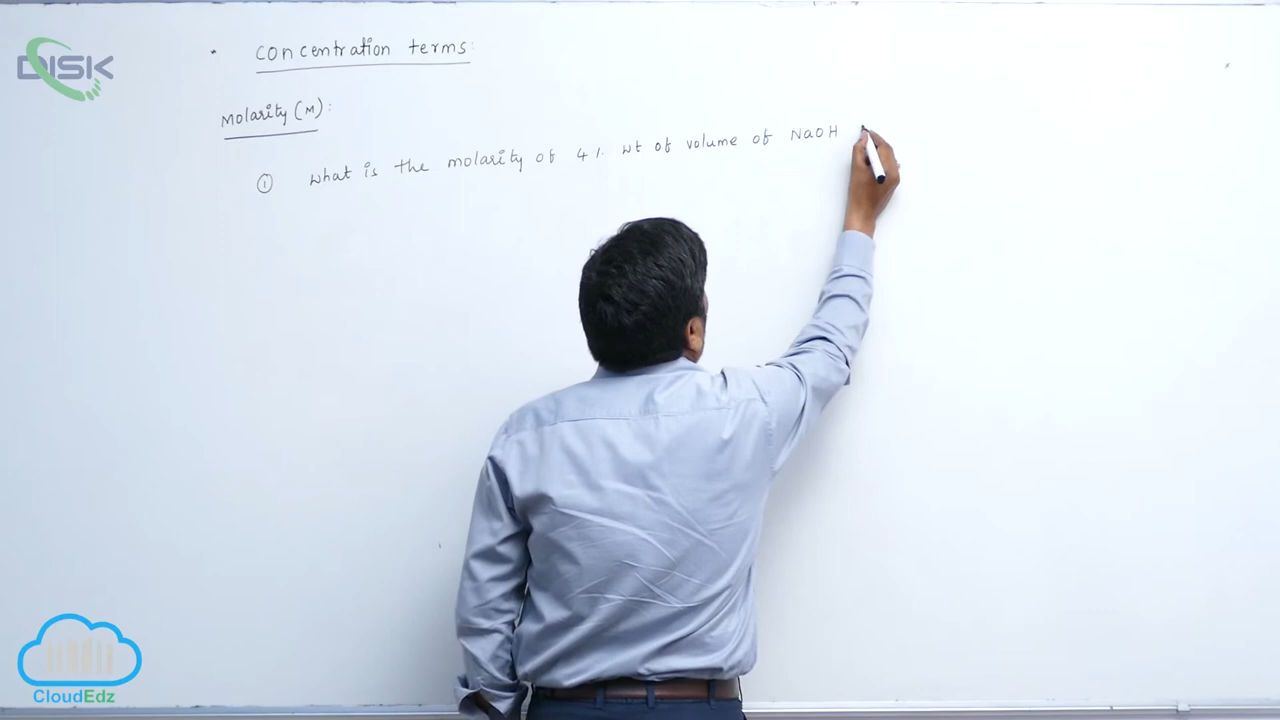 DISK
• Concentration terms:
Molarity (M):
① What is the molarity of 4 %. wt of volume of NaOH
CloudEdz